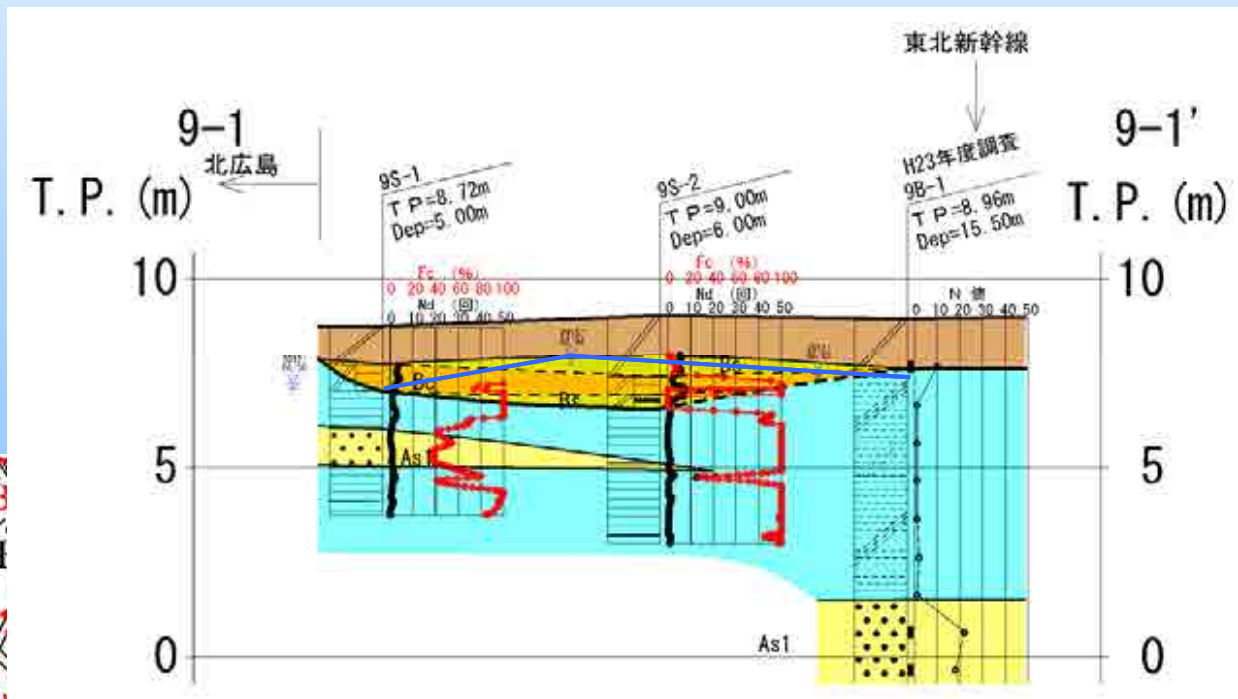 東北新幹線
9-1
9-1'
北広島
T.P.(m)
T.P.(m)
9S-1
TP=8.72m
Dep=5.00m
9S-2
TP=9.00m
Dep=6.00m
H23年度調査
9B-1
TP=8.96m
Dep=15.50m
Fc (%)
0 20 40 60 80 100
Nd (回)
0 10 20 30 40 50
Fc (%)
0 20 40 60 80 100
Nd (回)
0 10 20 30 40 50
N 値
0 10 20 30 40 50
10
10
Bc
Bs
As1
5
5
As1
0
0